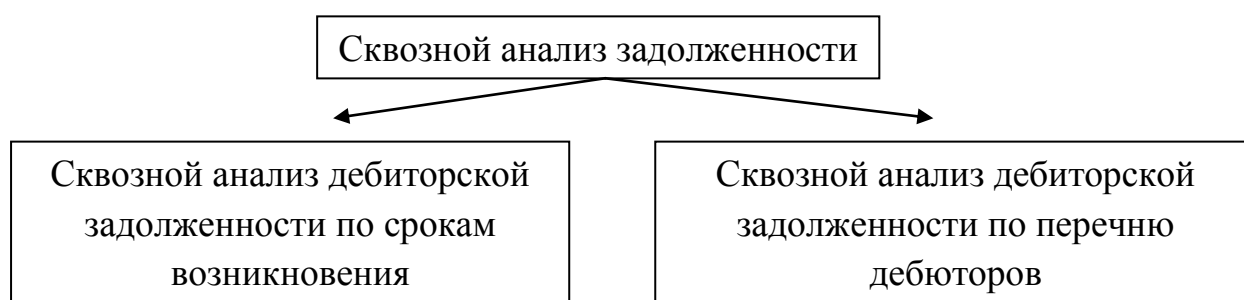 Сквозной анализ задолженности
Сквозной анализ дебиторской
задолженности по срокам
возникновения
Сквозной анализ дебиторской
задолженности по перечню
дебюторов